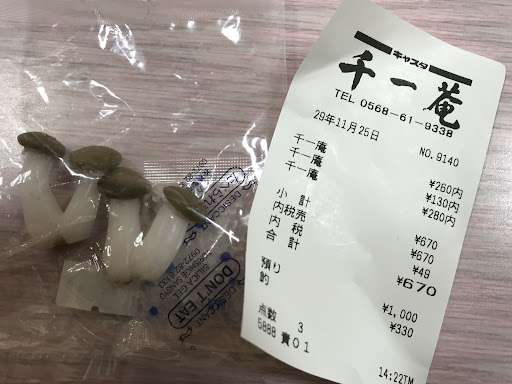 キャスタ
千一庵
TEL 0568-61-9338
29年11月25日 NO.9140
千一庵 ¥260内
千一庵 ¥130内
千一庵 ¥280内
小計 ¥670
内税売 ¥670
内税 ¥49
合計 ¥670
預り ¥1,000
釣 ¥330
点数 3
5888 責01 14:22TM
DESICCANT
DON'T EAT
SILICA GEL